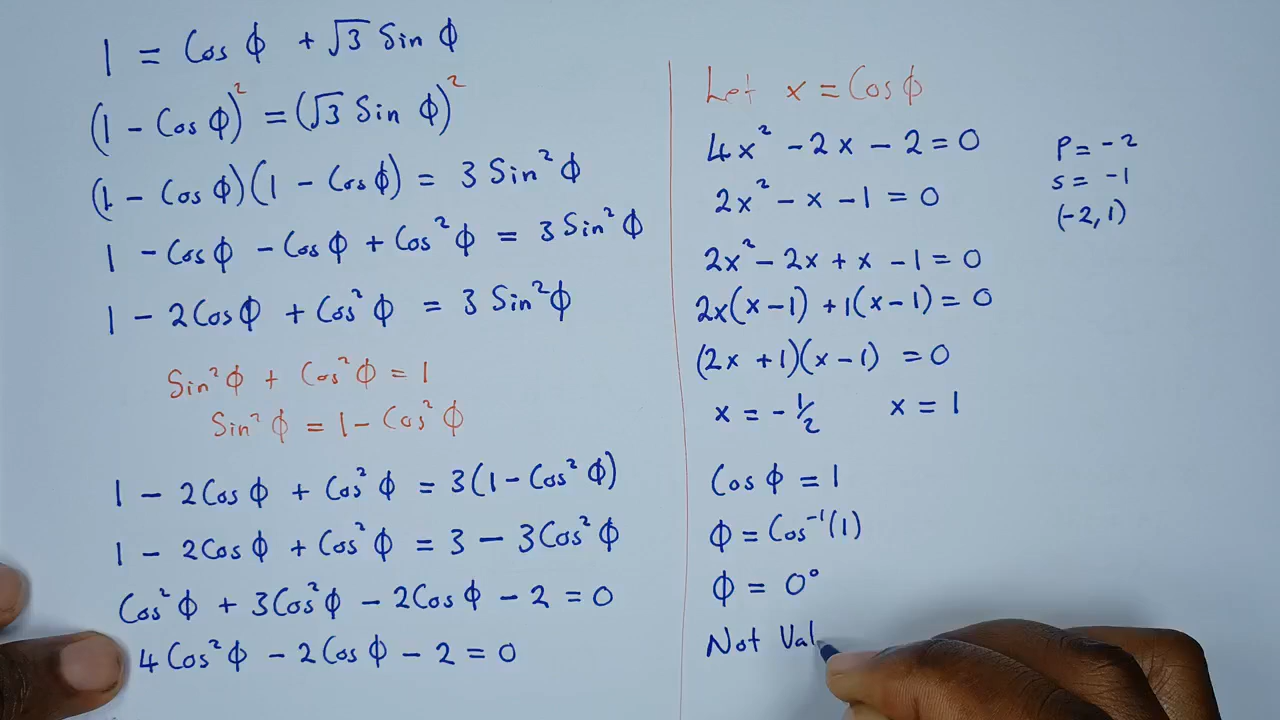 1 = Cos ϕ + √3 Sin ϕ
(1 - Cos ϕ)² = (√3 Sin ϕ)²
(1 - Cos ϕ)(1 - Cos ϕ) = 3 Sin²ϕ
1 - Cos ϕ - Cos ϕ + Cos²ϕ = 3 Sin²ϕ
1 - 2Cos ϕ + Cos²ϕ = 3 Sin²ϕ
Sin²ϕ + Cos²ϕ = 1
Sin²ϕ = 1 - Cos²ϕ
1 - 2Cos ϕ + Cos²ϕ = 3(1 - Cos²ϕ)
1 - 2Cos ϕ + Cos²ϕ = 3 - 3Cos²ϕ
Cos²ϕ + 3Cos²ϕ - 2Cos ϕ - 2 = 0
4Cos²ϕ - 2Cos ϕ - 2 = 0
Let x = Cos ϕ
4x² - 2x - 2 = 0
2x² - x - 1 = 0
2x² - 2x + x - 1 = 0
2x(x - 1) + 1(x - 1) = 0
(2x + 1)(x - 1) = 0
x = -1/2 x = 1
Cos ϕ = 1
ϕ = Cos⁻¹(1)
ϕ = 0°
Not Val
P = -2
S = -1
(-2, 1)